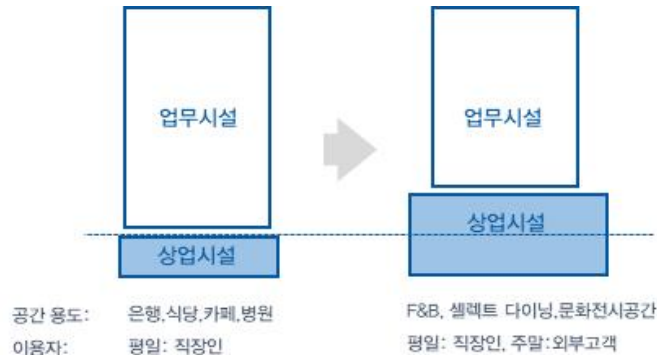 업무시설
업무시설
상업시설
상업시설
공간 용도: 은행,식당,카페,병원
F&B, 셀렉트 다이닝,문화전시공간
이용자: 평일: 직장인
평일: 직장인, 주말:외부고객